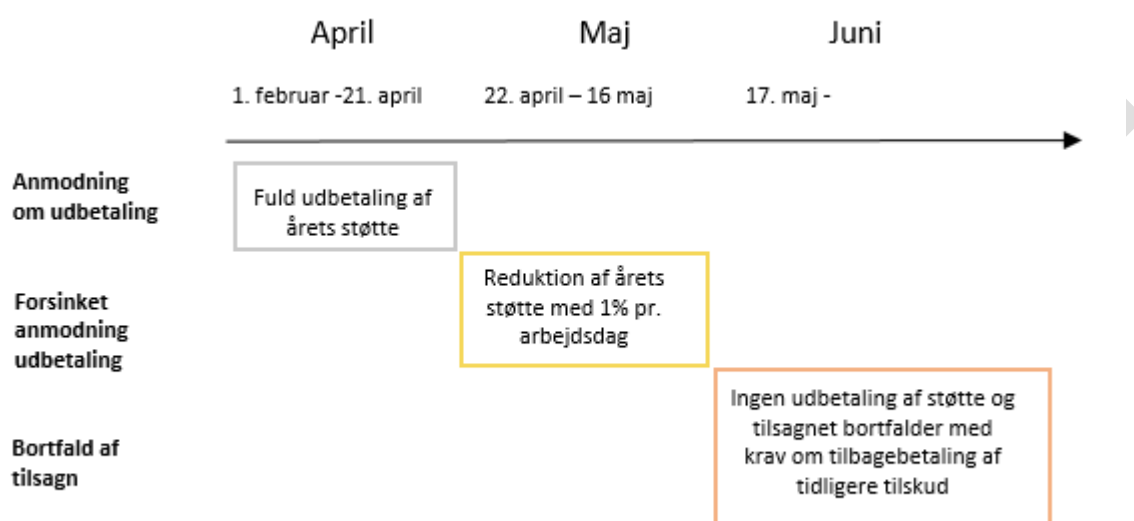 April
Maj
Juni
1. februar -21. april
22. april – 16 maj
17. maj -
Anmodning
om udbetaling
Fuld udbetaling af
årets støtte
Forsinket
anmodning
udbetaling
Reduktion af årets
støtte med 1% pr.
arbejdsdag
Bortfald af
tilsagn
Ingen udbetaling af støtte og
tilsagnet bortfalder med
krav om tilbagebetaling af
tidligere tilskud